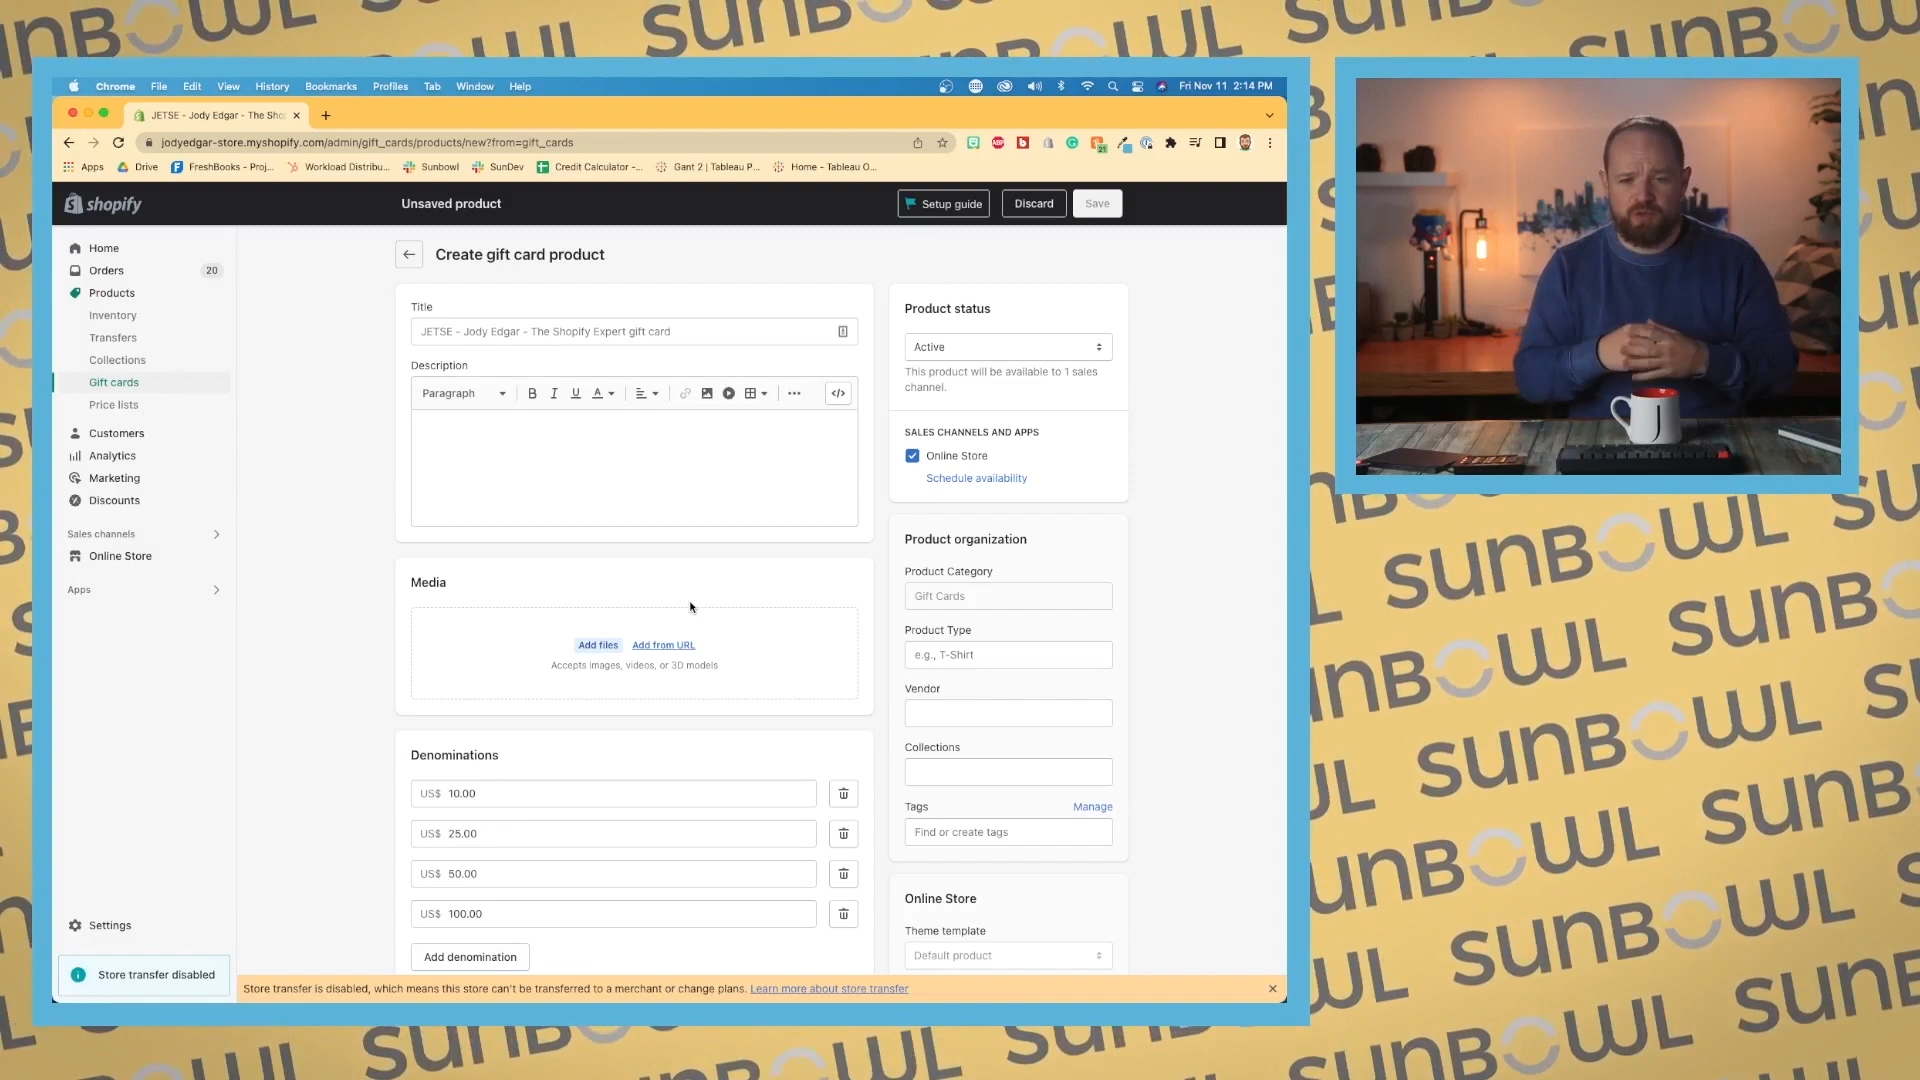 SUNBOWL
Chrome File Edit View History Bookmarks Profiles Tab Window Help
Fri Nov 11 2:14 PM
JETSE - Jody Edgar - The Sho
jodyedgar-store.myshopify.com/admin/gift_cards/products/new?from=gift_cards
21
Apps Drive FreshBooks - Proj... Workload Distribu... Sunbowl SunDev Credit Calculator -... Gant 2 | Tableau P... Home - Tableau O...
shopify
Unsaved product
Setup guide
Discard
Save
Home
Orders 20
Products
Inventory
Transfers
Collections
Gift cards
Price lists
Customers
Analytics
Marketing
Discounts
Sales channels
Online Store
Apps
Settings
Store transfer disabled
Create gift card product
Title
JETSE - Jody Edgar - The Shopify Expert gift card
Description
Paragraph B I U A
Media
Add files Add from URL
Accepts images, videos, or 3D models
Denominations
US$ 10.00
US$ 25.00
US$ 50.00
US$ 100.00
Add denomination
Product status
Active
This product will be available to 1 sales
channel.
SALES CHANNELS AND APPS
Online Store
Schedule availability
Product organization
Product Category
Gift Cards
Product Type
e.g., T-Shirt
Vendor
Collections
Tags Manage
Find or create tags
Online Store
Theme template
Default product
Store transfer is disabled, which means this store can't be transferred to a merchant or change plans. Learn more about store transfer
J
SUNBOWL
SUNBOWL
SUNBOWL
SUNBOWL
SUNBOWL
SUNBOWL